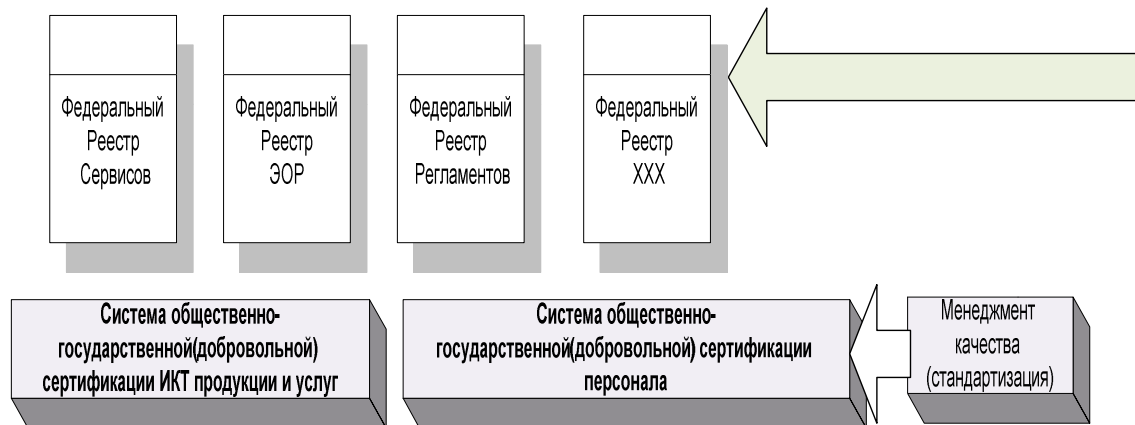 Федеральный
Реестр
Сервисов
Федеральный
Реестр
ЭОР
Федеральный
Реестр
Регламентов
Федеральный
Реестр
ХХХ
Система общественно-
государственной(добровольной)
сертификации ИКТ продукции и услуг
Система общественно-
государственной(добровольной) сертификации
персонала
Менеджмент
качества
(стандартизация)